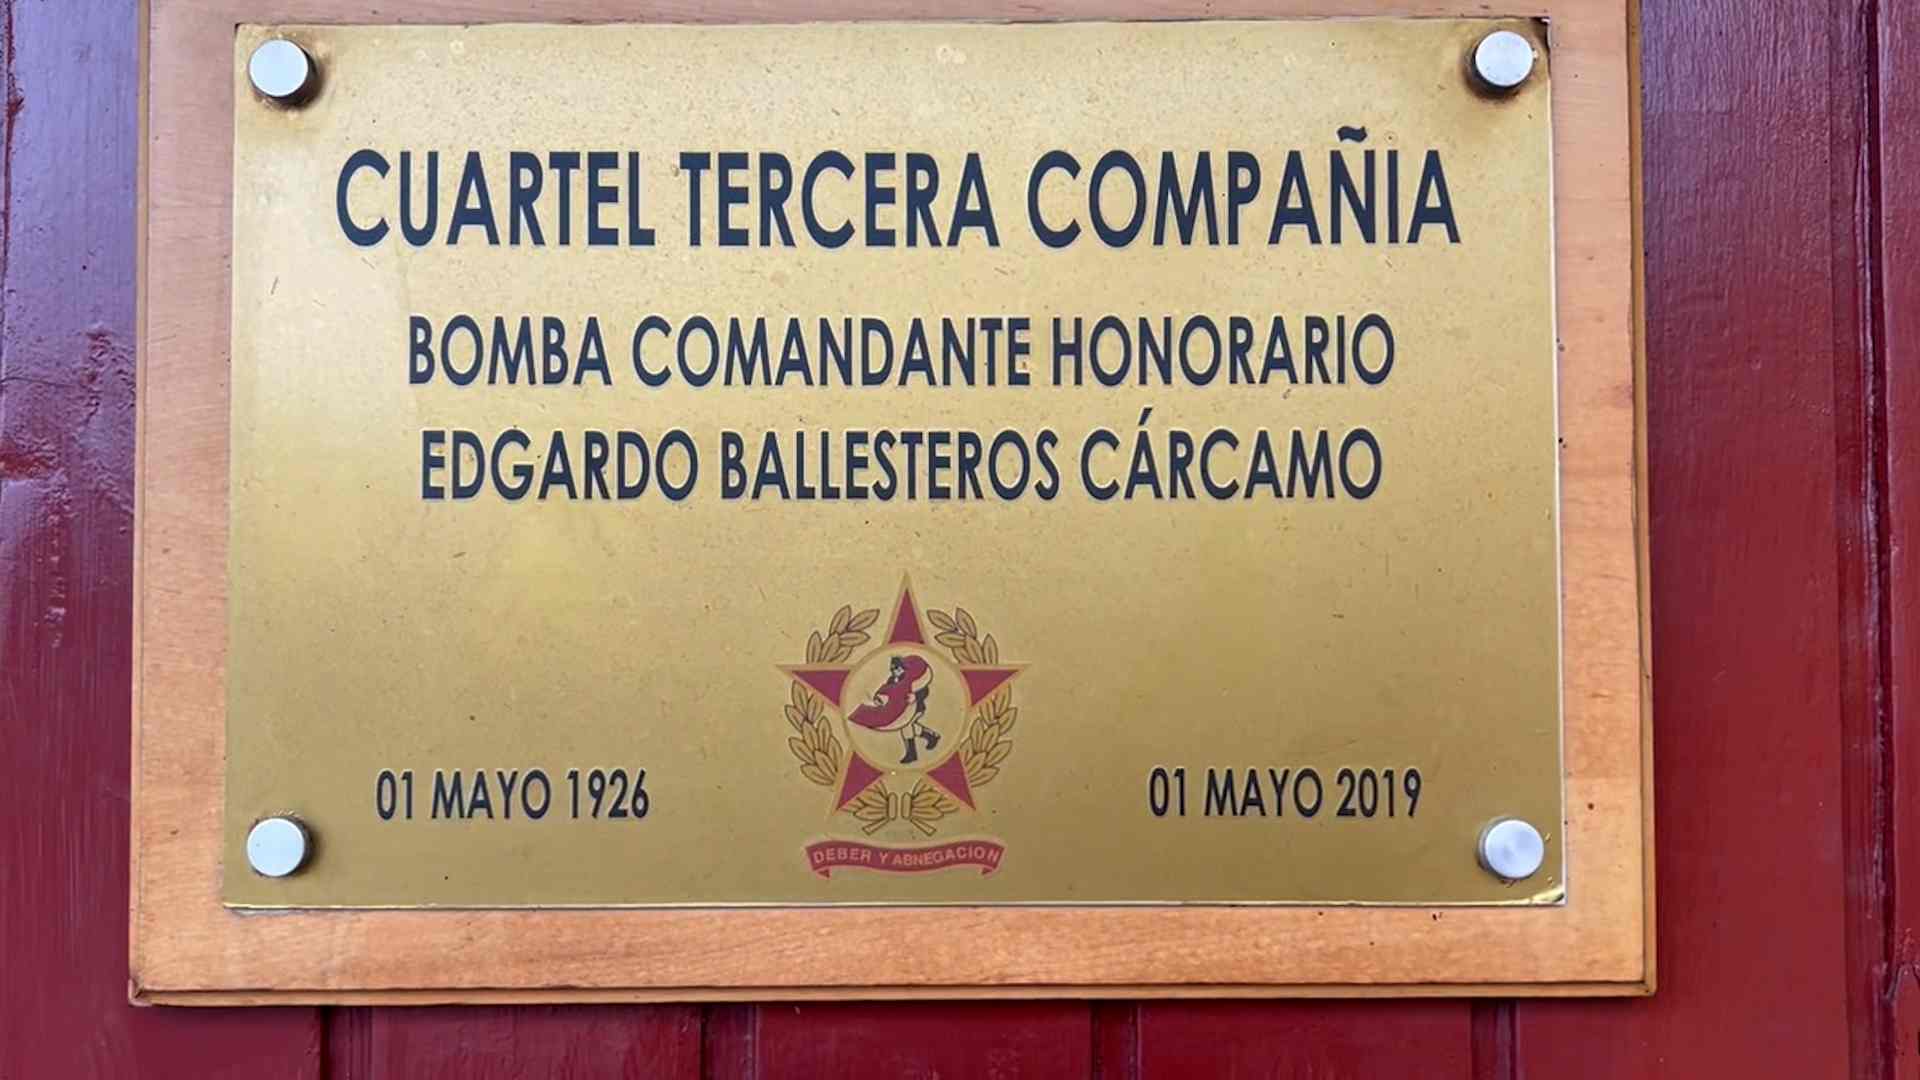 CUARTEL TERCERA COMPAÑIA
BOMBA COMANDANTE HONORARIO
EDGARDO BALLESTEROS CÁRCAMO
01 MAYO 1926
01 MAYO 2019
DEBER Y ABNEGACION